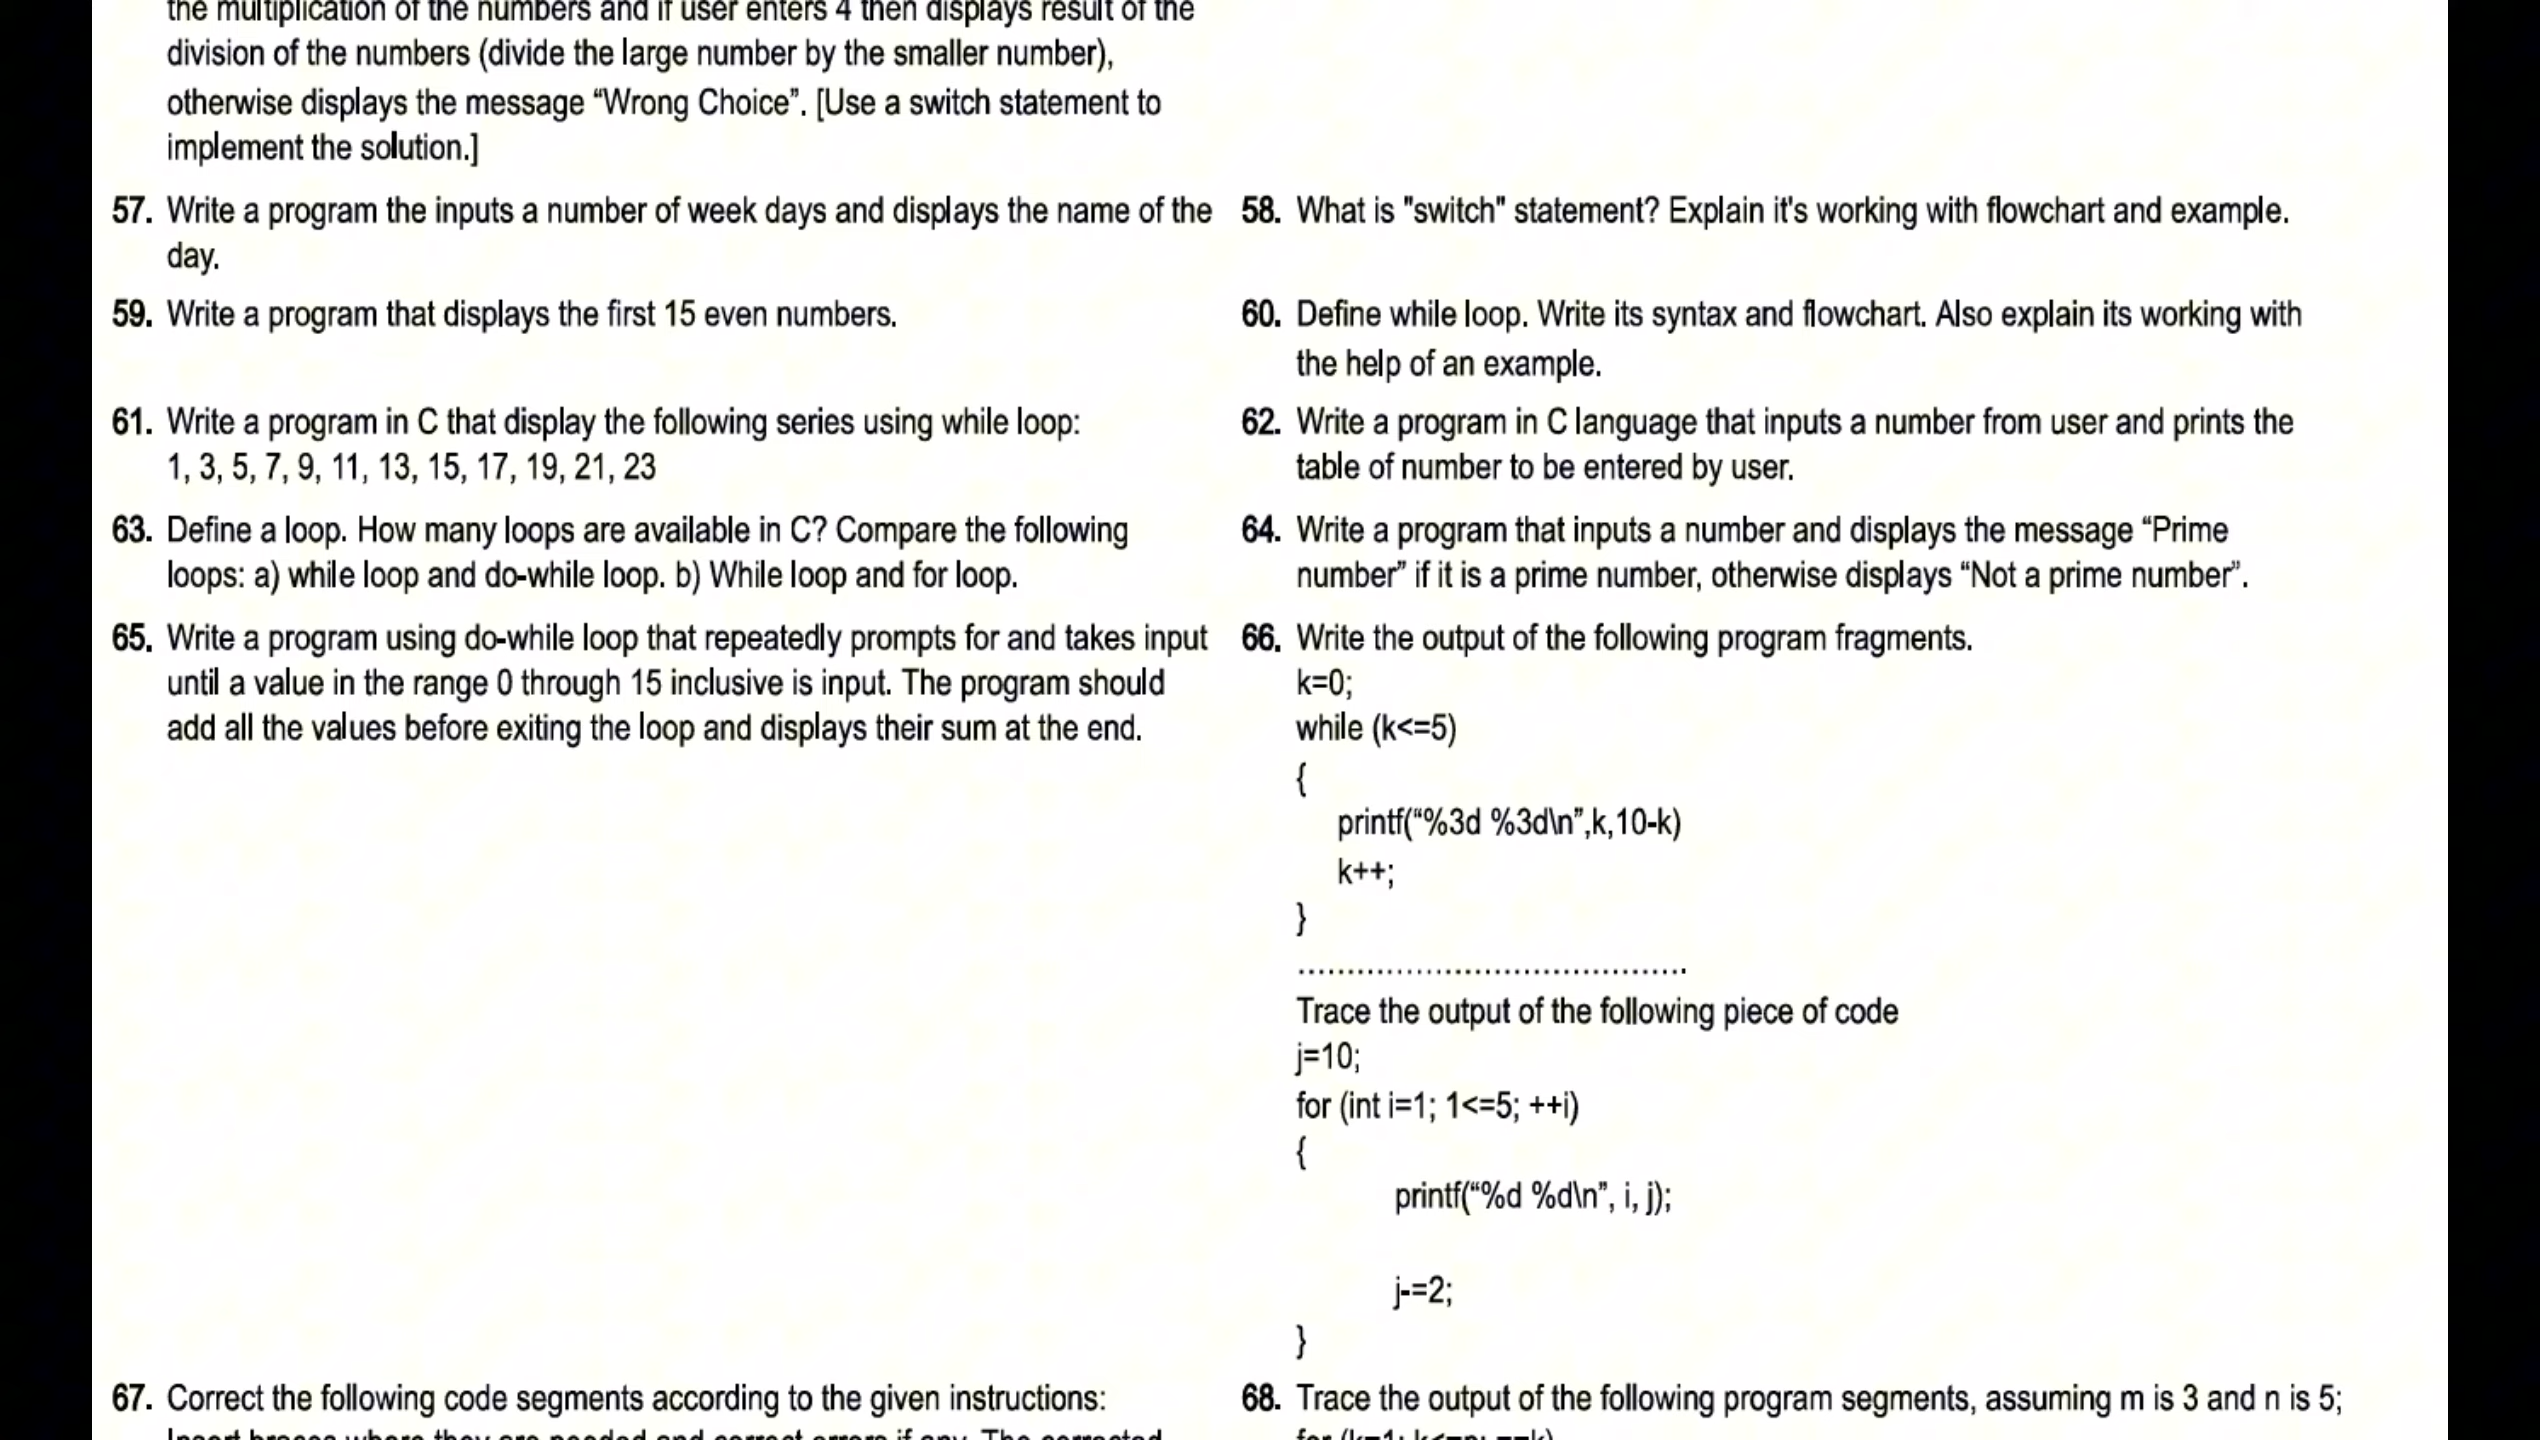 the multiplication of the numbers and if user enters 4 then displays result of the
division of the numbers (divide the large number by the smaller number),
otherwise displays the message “Wrong Choice”. [Use a switch statement to
implement the solution.]
57. Write a program the inputs a number of week days and displays the name of the
day.
58. What is "switch" statement? Explain it's working with flowchart and example.
59. Write a program that displays the first 15 even numbers.
60. Define while loop. Write its syntax and flowchart. Also explain its working with
the help of an example.
61. Write a program in C that display the following series using while loop:
1, 3, 5, 7, 9, 11, 13, 15, 17, 19, 21, 23
62. Write a program in C language that inputs a number from user and prints the
table of number to be entered by user.
63. Define a loop. How many loops are available in C? Compare the following
loops: a) while loop and do-while loop. b) While loop and for loop.
64. Write a program that inputs a number and displays the message “Prime
number” if it is a prime number, otherwise displays “Not a prime number”.
65. Write a program using do-while loop that repeatedly prompts for and takes input
until a value in the range 0 through 15 inclusive is input. The program should
add all the values before exiting the loop and displays their sum at the end.
66. Write the output of the following program fragments.
k=0;
while (k<=5)
{
printf(“%3d %3d\n”,k,10-k)
k++;
}
.......................................
Trace the output of the following piece of code
j=10;
for (int i=1; 1<=5; ++i)
{
printf(“%d %d\n”, i, j);
j-=2;
}
67. Correct the following code segments according to the given instructions:
Insert braces where they are needed and correct errors if any. The corrected
68. Trace the output of the following program segments, assuming m is 3 and n is 5;
for (k=1; k<=n; ==k)